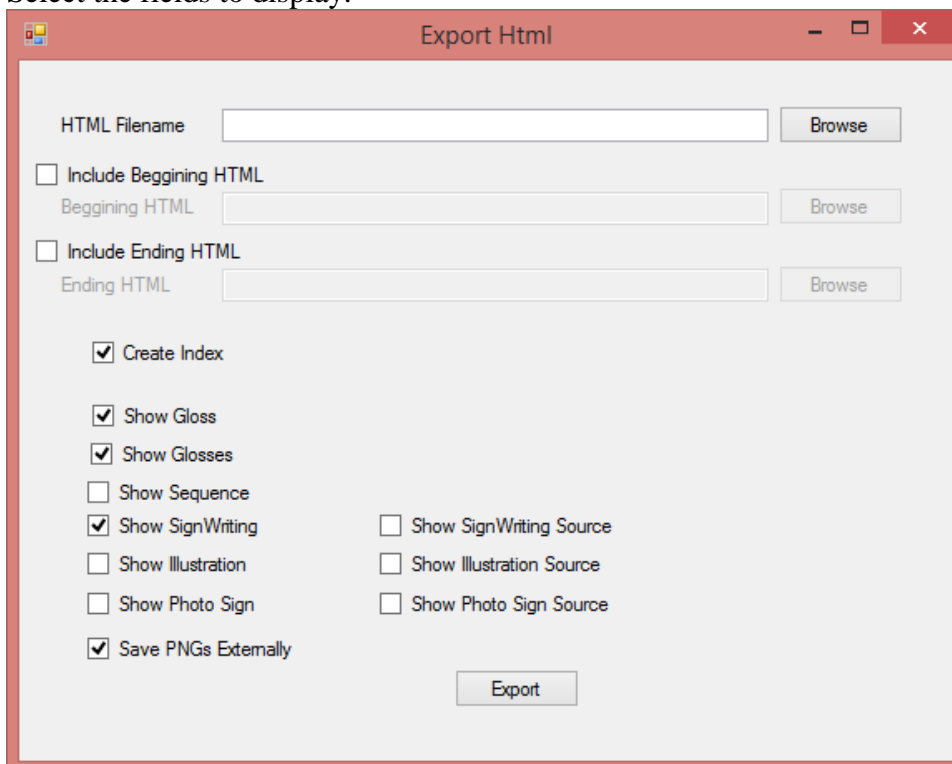 Select the fields to display.
Export Html
HTML Filename Browse
Include Beggining HTML
Beggining HTML Browse
Include Ending HTML
Ending HTML Browse
Create Index
Show Gloss
Show Glosses
Show Sequence
Show SignWriting Show SignWriting Source
Show Illustration Show Illustration Source
Show Photo Sign Show Photo Sign Source
Save PNGs Externally
Export